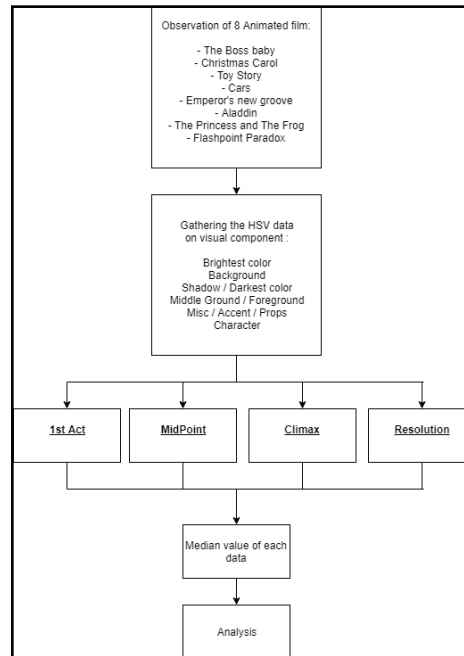 Observation of 8 Animated film:
- The Boss baby
- Christmas Carol
- Toy Story
- Cars
- Emperor's new groove
- Aladdin
- The Princess and The Frog
- Flashpoint Paradox
Gathering the HSV data
on visual component :
Brightest color
Background
Shadow / Darkest color
Middle Ground / Foreground
Misc / Accent / Props
Character
1st Act
MidPoint
Climax
Resolution
Median value of each
data
Analysis